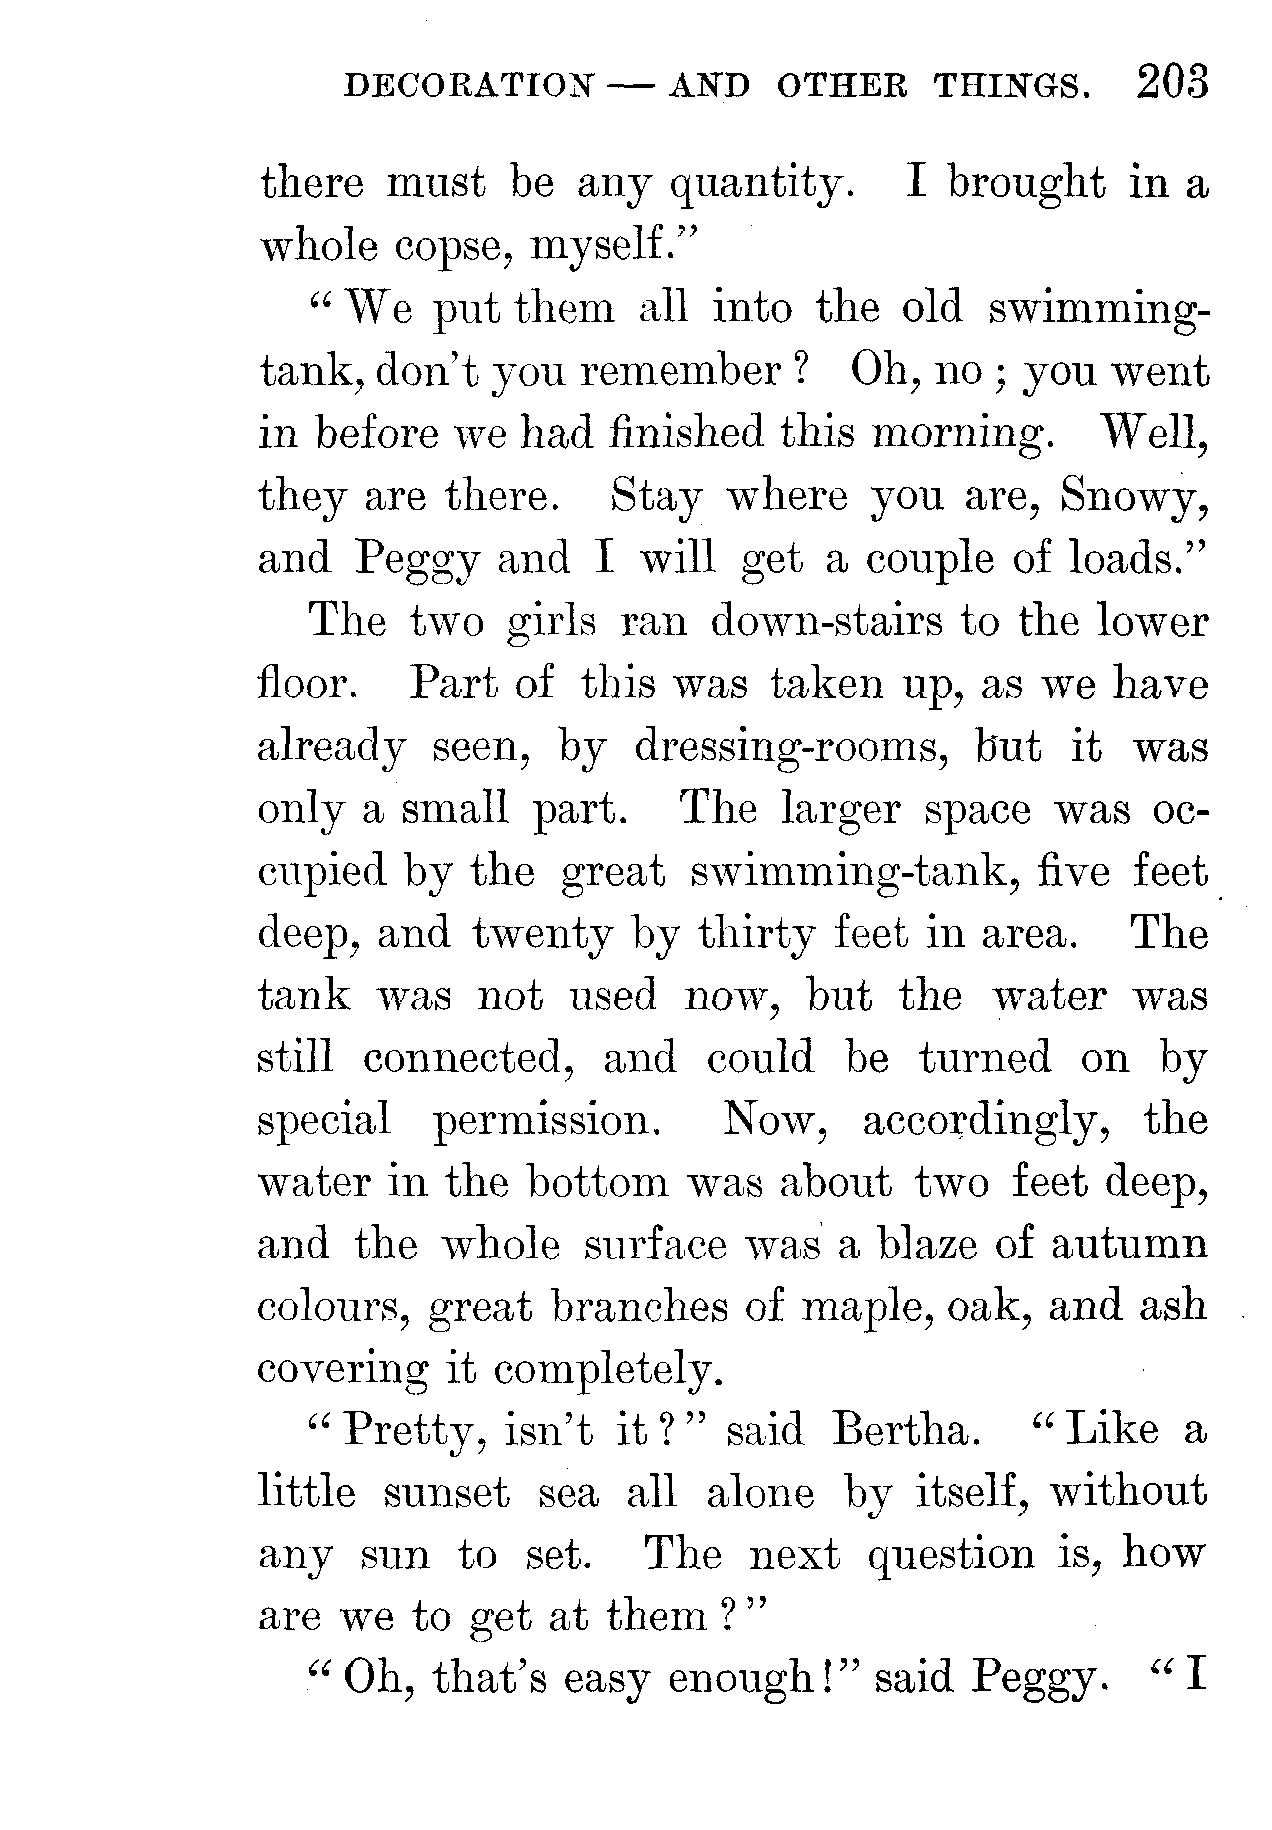 DECORATION — AND OTHER THINGS. 203
there must be any quantity. I brought in a
whole copse, myself.”
“ We put them all into the old swimming-
tank, don’t you remember ? Oh, no ; you went
in before we had finished this morning. Well,
they are there. Stay where you are, Snowy,
and Peggy and I will get a couple of loads.”
The two girls ran down-stairs to the lower
floor. Part of this was taken up, as we have
already seen, by dressing-rooms, but it was
only a small part. The larger space was oc-
cupied by the great swimming-tank, five feet
deep, and twenty by thirty feet in area. The
tank was not used now, but the water was
still connected, and could be turned on by
special permission. Now, accordingly, the
water in the bottom was about two feet deep,
and the whole surface was a blaze of autumn
colours, great branches of maple, oak, and ash
covering it completely.
“ Pretty, isn’t it ? ” said Bertha. “ Like a
little sunset sea all alone by itself, without
any sun to set. The next question is, how
are we to get at them ? ”
“ Oh, that’s easy enough! ” said Peggy. “ I